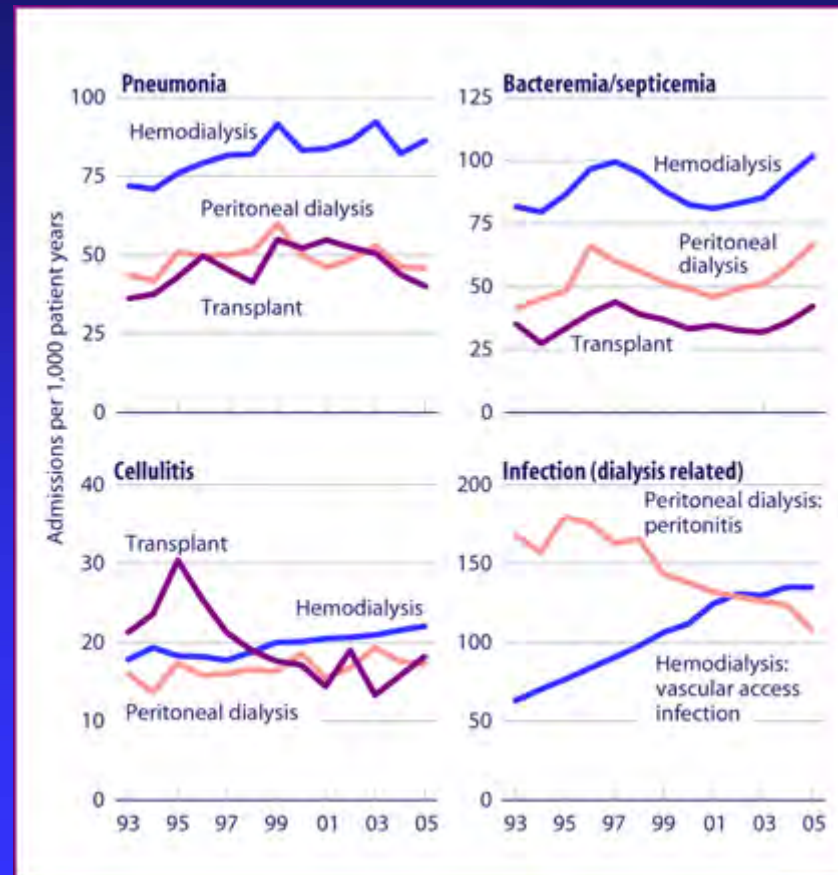 Admissions per 1,000 patient years
Pneumonia
100
75
50
25
0
Hemodialysis
Peritoneal dialysis
Transplant
Bacteremia/septicemia
125
100
75
50
25
0
Hemodialysis
Peritoneal
dialysis
Transplant
Cellulitis
40
30
20
10
0
Transplant
Hemodialysis
Peritoneal dialysis
93 95 97 99 01 03 05
Infection (dialysis related)
200
150
100
50
0
Peritoneal dialysis:
peritonitis
Hemodialysis:
vascular access
infection
93 95 97 99 01 03 05